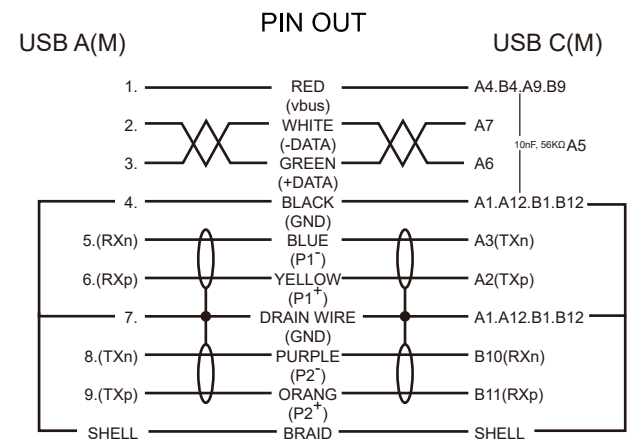 PIN OUT
USB A(M) USB C(M)
1. RED A4.B4.A9.B9
(vbus)
2. WHITE A7
(-DATA) 10nF, 56KΩ A5
3. GREEN A6
(+DATA)
4. BLACK A1.A12.B1.B12
(GND)
5.(RXn) BLUE A3(TXn)
(P1-)
6.(RXp) YELLOW A2(TXp)
(P1+)
7. DRAIN WIRE A1.A12.B1.B12
(GND)
8.(TXn) PURPLE B10(RXn)
(P2-)
9.(TXp) ORANG B11(RXp)
(P2+)
SHELL BRAID SHELL